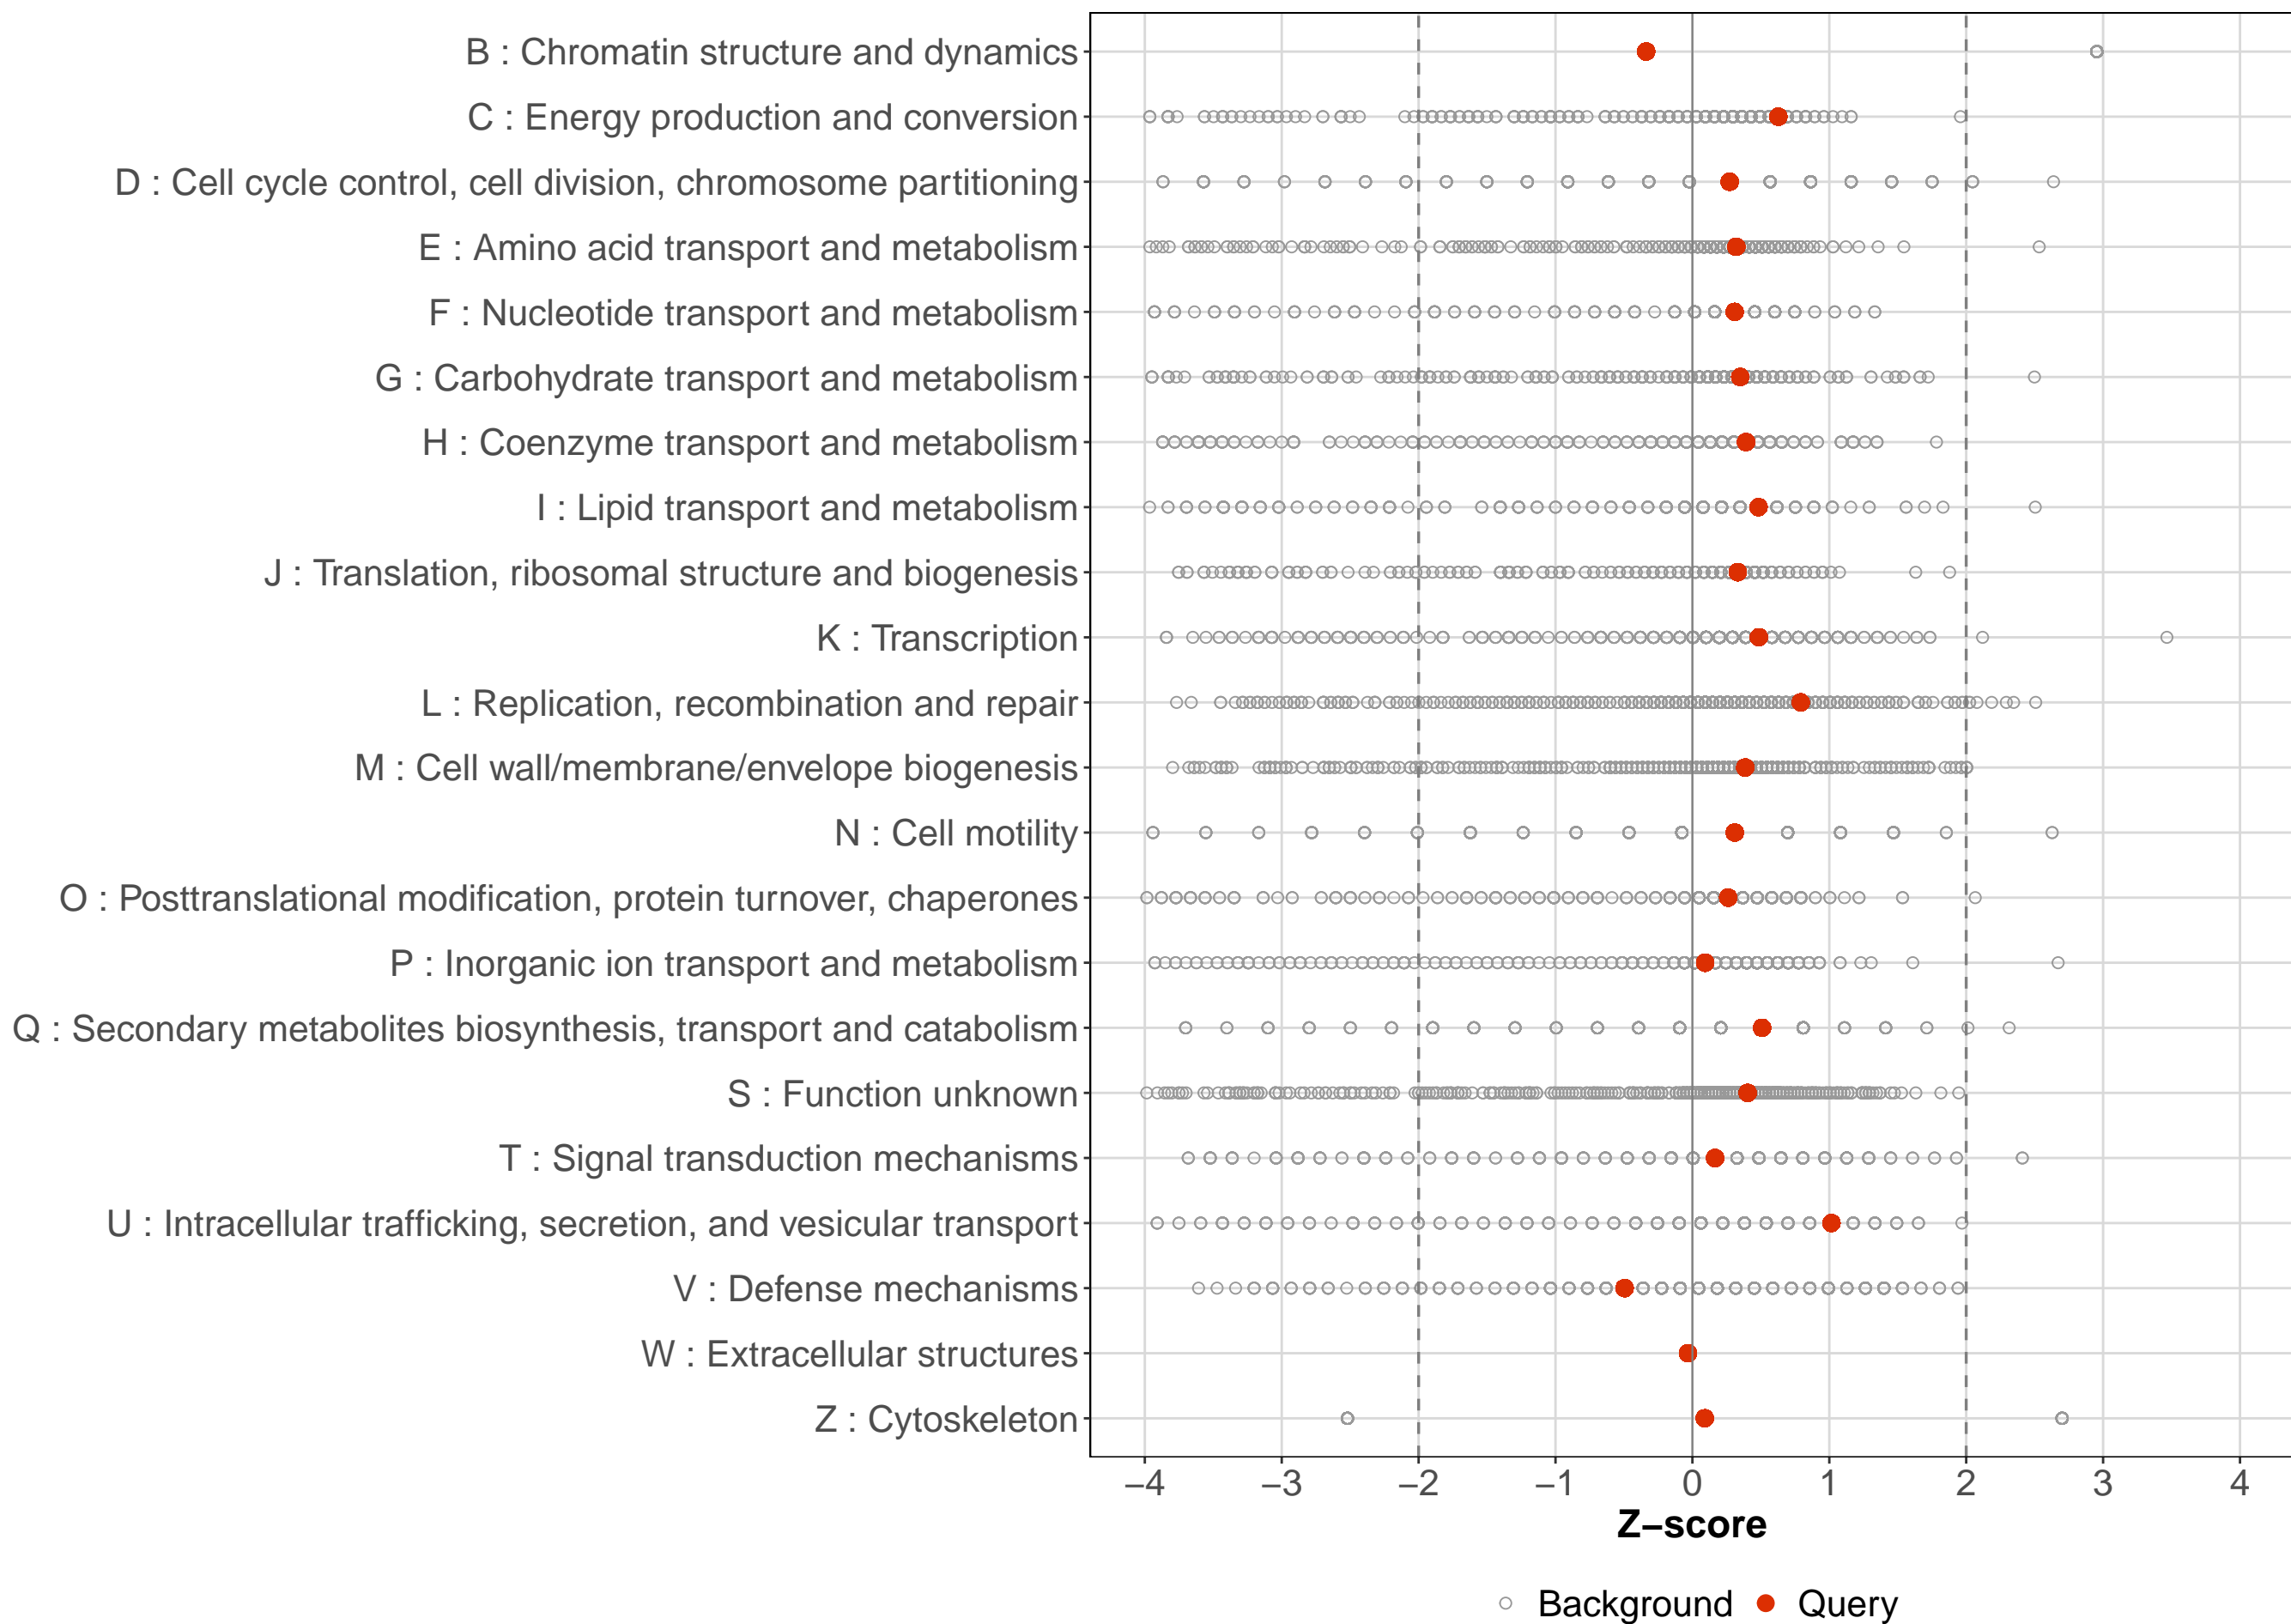 B : Chromatin structure and dynamics
C : Energy production and conversion
D : Cell cycle control, cell division, chromosome partitioning
E : Amino acid transport and metabolism
F : Nucleotide transport and metabolism
G : Carbohydrate transport and metabolism
H : Coenzyme transport and metabolism
I : Lipid transport and metabolism
J : Translation, ribosomal structure and biogenesis
K : Transcription
L : Replication, recombination and repair
M : Cell wall/membrane/envelope biogenesis
N : Cell motility
O : Posttranslational modification, protein turnover, chaperones
P : Inorganic ion transport and metabolism
Q : Secondary metabolites biosynthesis, transport and catabolism
S : Function unknown
T : Signal transduction mechanisms
U : Intracellular trafficking, secretion, and vesicular transport
V : Defense mechanisms
W : Extracellular structures
Z : Cytoskeleton
−4 −3 −2 −1 0 1 2 3 4
Z−score
Background Query